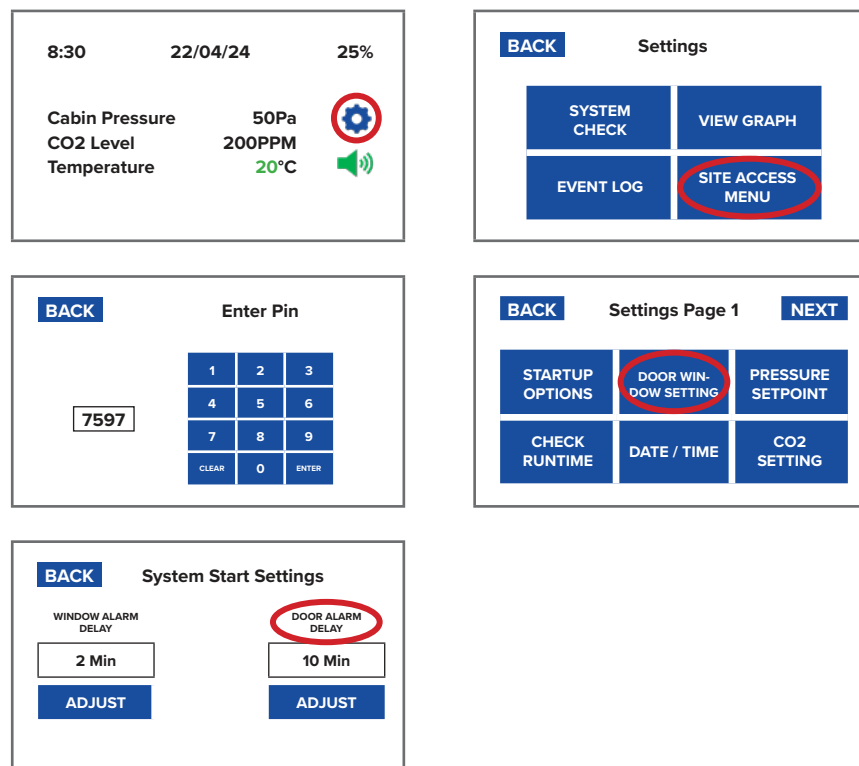 8:30 22/04/24 25%
Cabin Pressure 50Pa
CO2 Level 200PPM
Temperature 20°C
BACK Settings
SYSTEM
CHECK
VIEW GRAPH
EVENT LOG
SITE ACCESS
MENU
BACK Enter Pin
7597
1 2 3
4 5 6
7 8 9
CLEAR 0 ENTER
BACK Settings Page 1 NEXT
STARTUP
OPTIONS
DOOR WIN-
DOW SETTING
PRESSURE
SETPOINT
CHECK
RUNTIME
DATE / TIME
CO2
SETTING
BACK System Start Settings
WINDOW ALARM
DELAY
2 Min
ADJUST
DOOR ALARM
DELAY
10 Min
ADJUST